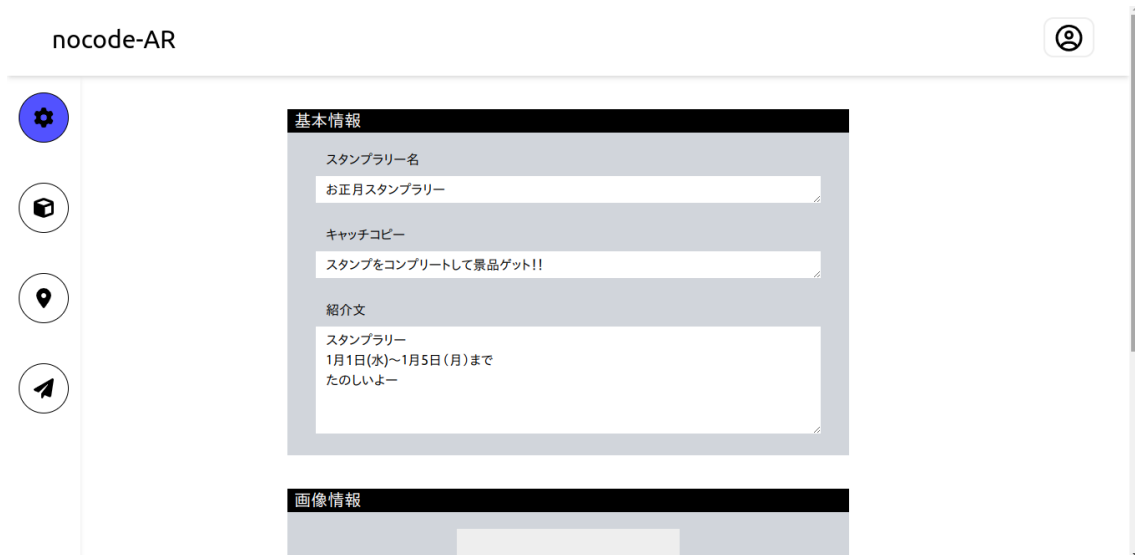 nocode-AR
基本情報
スタンプラリー名
お正月スタンプラリー
キャッチコピー
スタンプをコンプリートして景品ゲット!!
紹介文
スタンプラリー
1月1日(水)～1月5日（月）まで
たのしいよー
画像情報